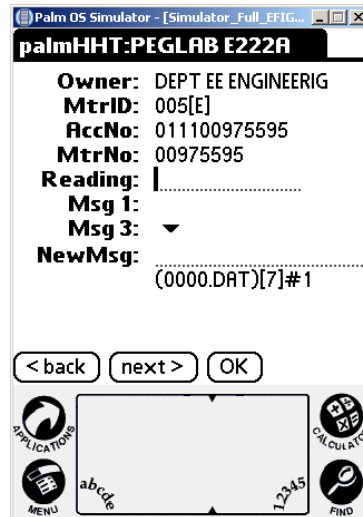 Palm OS Simulator - [Simulator_Full_EFIG...
palmHHT:PEGLAB E222A
Owner: DEPT EE ENGINEERIG
MtrID: 005[E]
AccNo: 011100975595
MtrNo: 00975595
Reading:
Msg 1:
Msg 3:
NewMsg:
(0000.DAT)[7]#1
< back next > OK
APPLICATIONS
CALCULATOR
MENU
abcde
12345
FIND